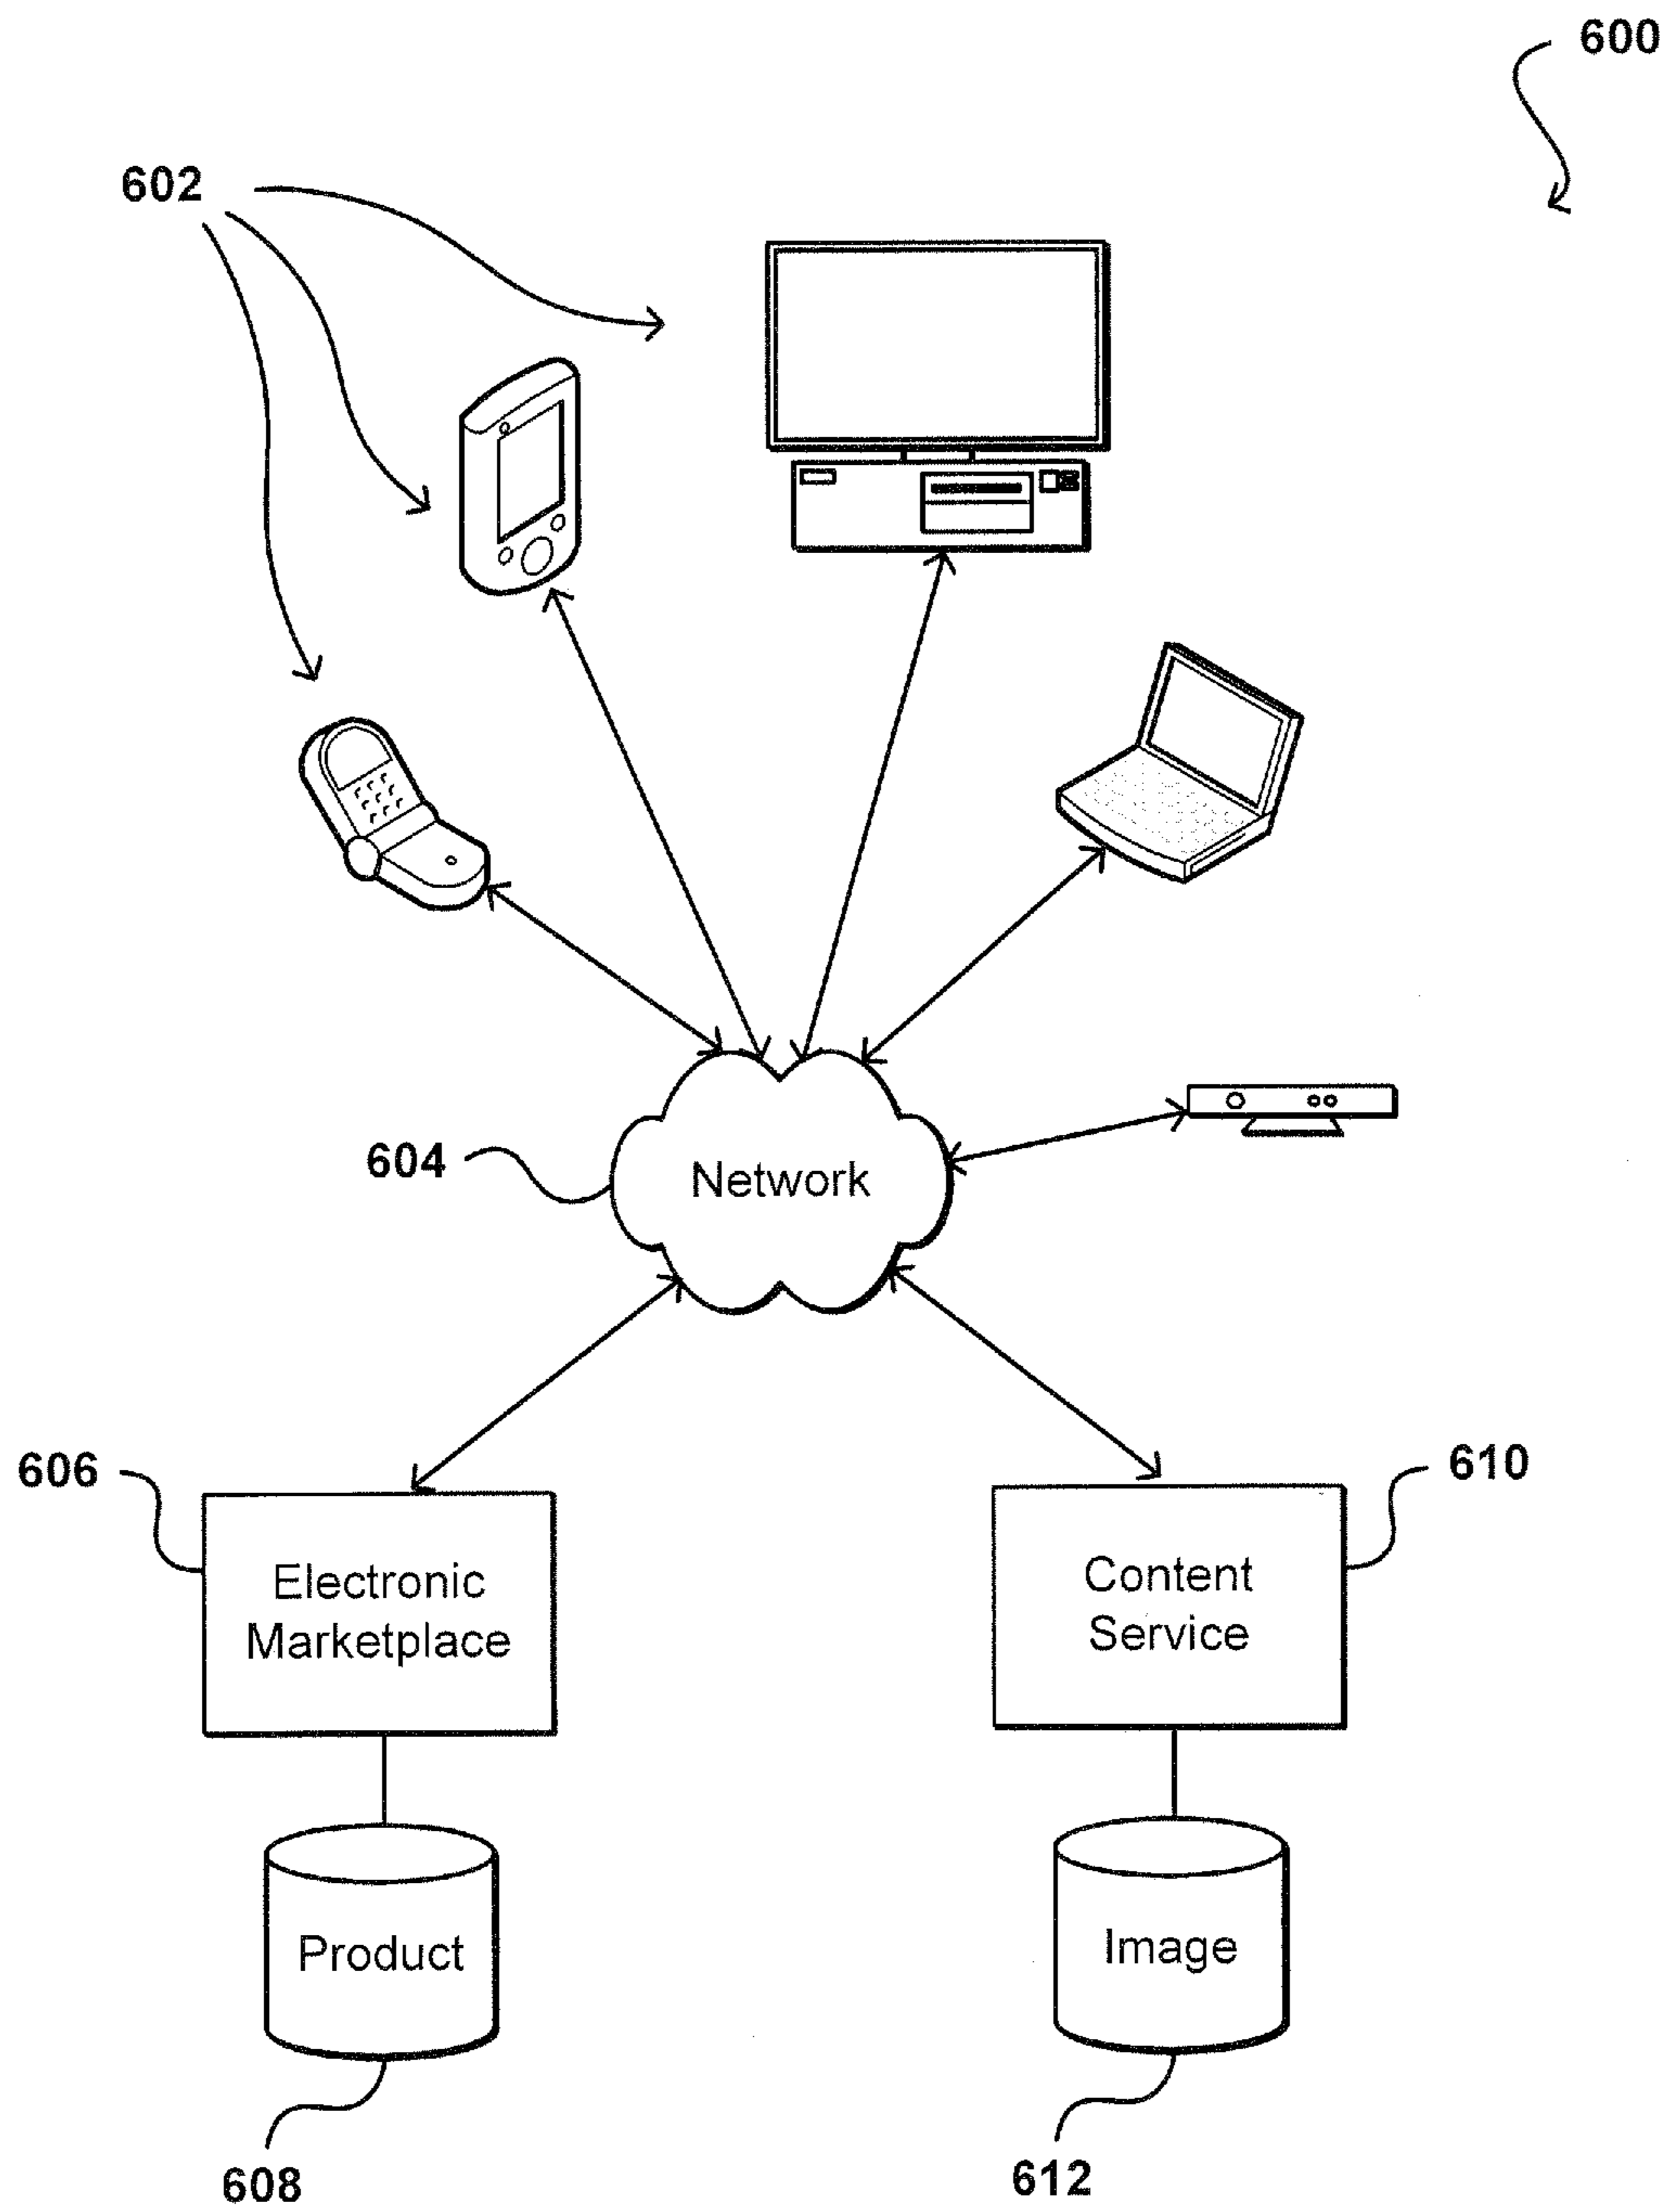 600
602
604
Network
606
Electronic
Marketplace
610
Content
Service
Product
Image
608
612